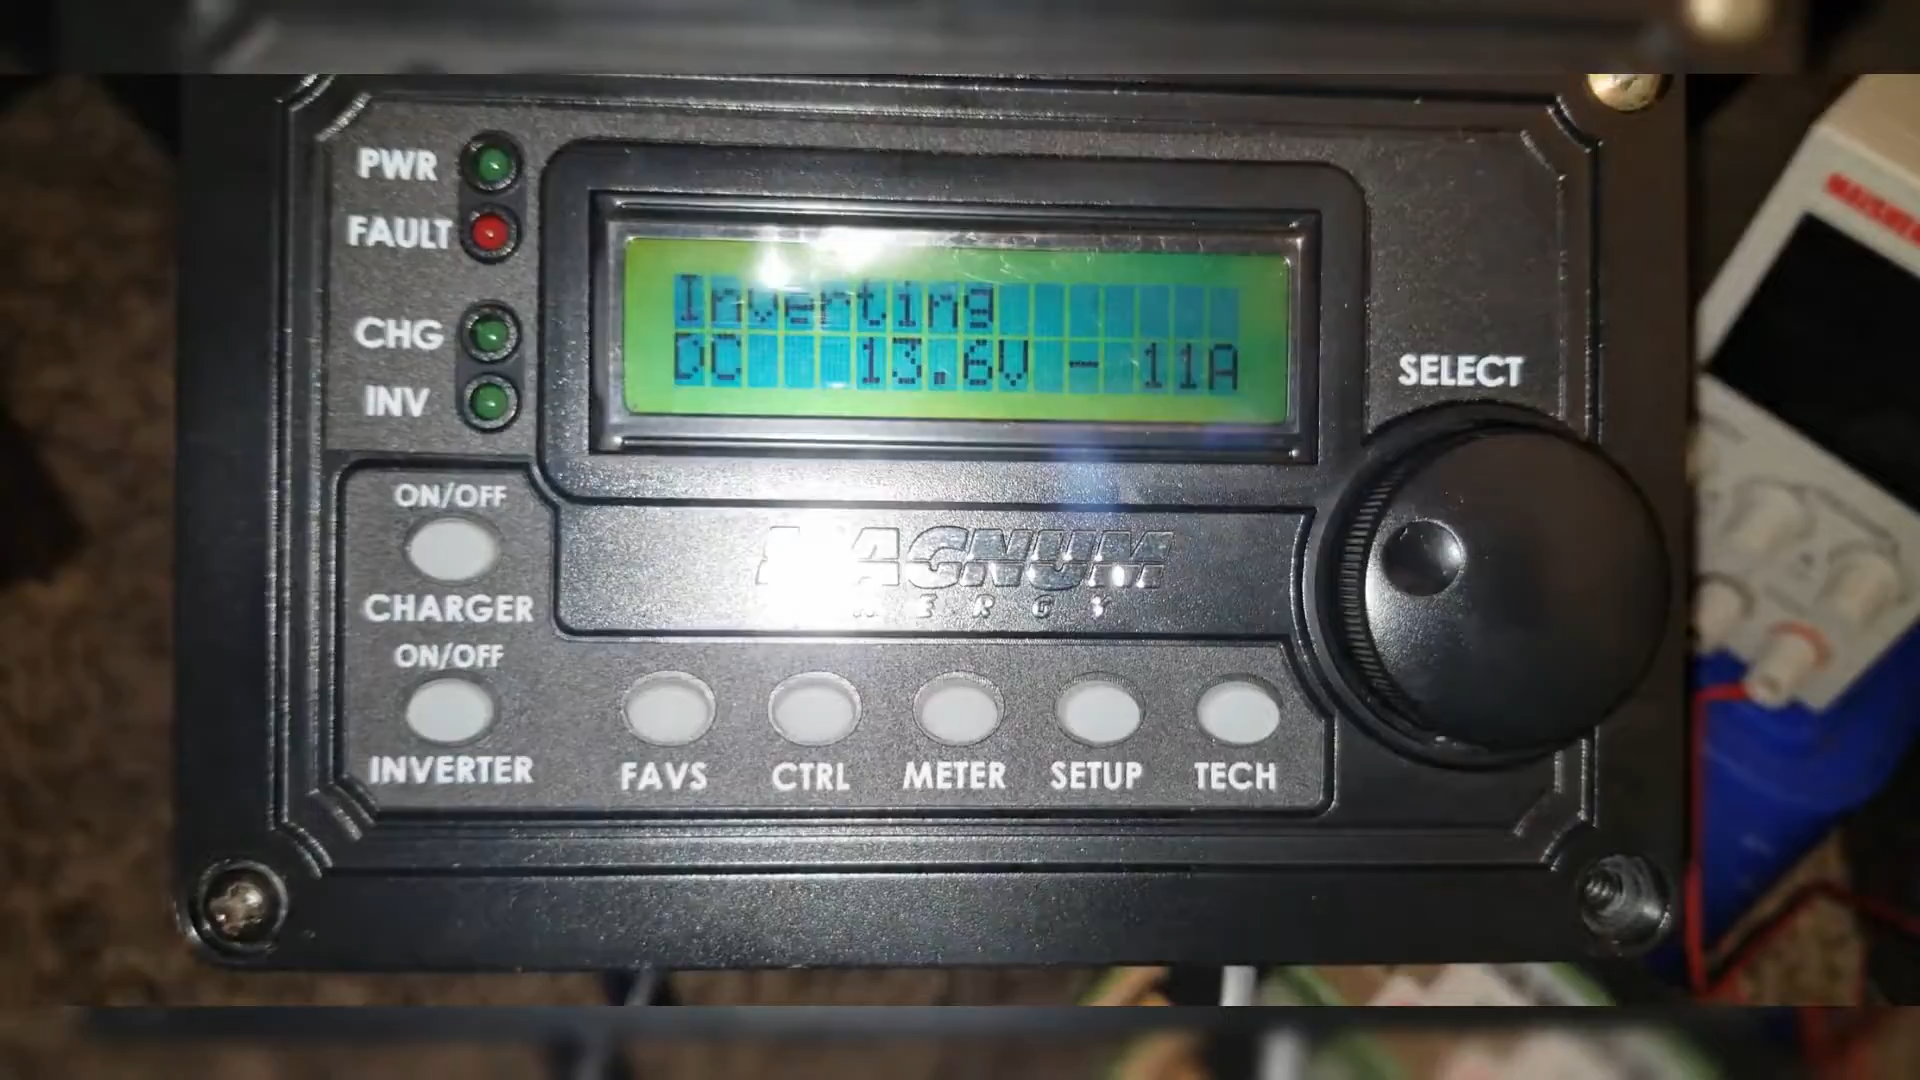 PWR
FAULT
Inverting
DC 13.6V - 11A
CHG
INV
SELECT
ON/OFF
CHARGER
MAGNUM
ENERGY
ON/OFF
INVERTER
FAVS
CTRL
METER
SETUP
TECH